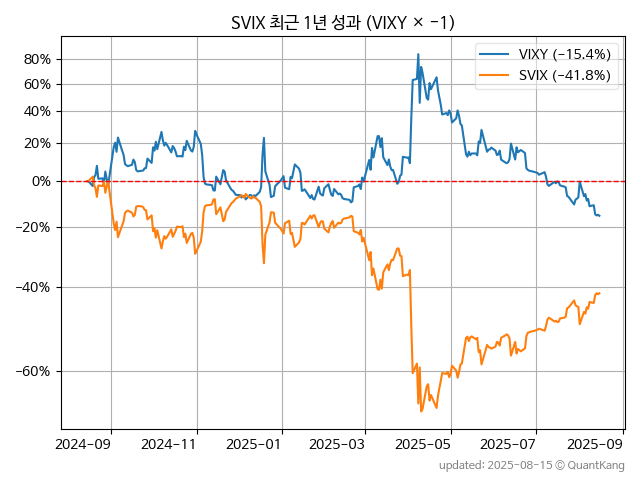 SVIX 최근 1년 성과 (VIXY × −1)
VIXY (−15.4%)
SVIX (−41.8%)
80%
60%
40%
20%
0%
−20%
−40%
−60%
2024-09 2024-11 2025-01 2025-03 2025-05 2025-07 2025-09
updated: 2025-08-15 © QuantKang